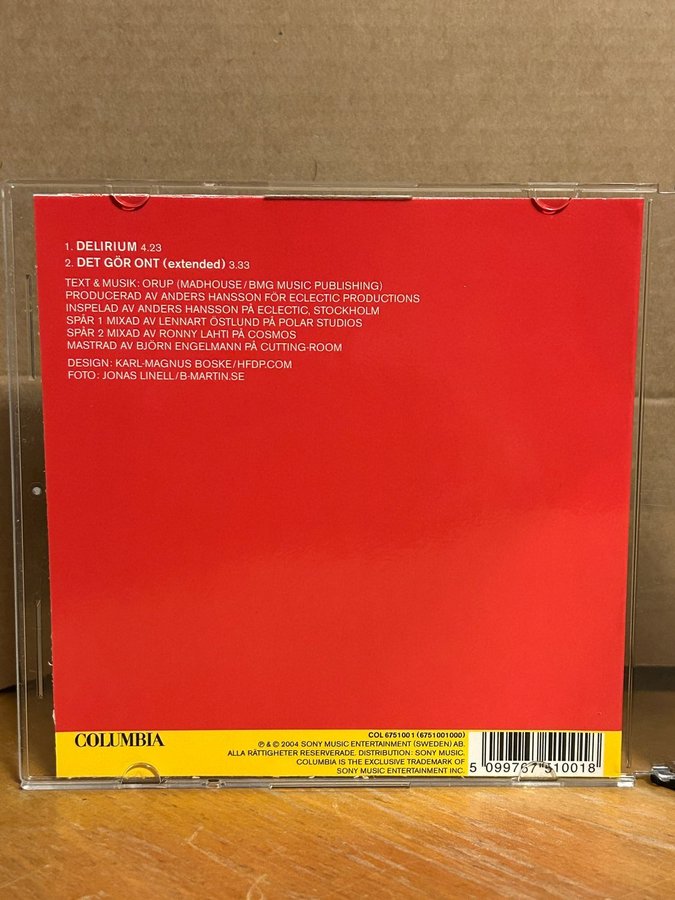 1. DELIRIUM 4.23
2. DET GÖR ONT (extended) 3.33
TEXT & MUSIK: ORUP (MADHOUSE/BMG MUSIC PUBLISHING)
PRODUCERAD AV ANDERS HANSSON FÖR ECLECTIC PRODUCTIONS
INSPELAD AV ANDERS HANSSON PÅ ECLECTIC, STOCKHOLM
SPÅR 1 MIXAD AV LENNART ÖSTLUND PÅ POLAR STUDIOS
SPÅR 2 MIXAD AV RONNY LAHTI PÅ COSMOS
MASTRAD AV BJÖRN ENGELMANN PÅ CUTTING-ROOM
DESIGN: KARL-MAGNUS BOSKE/HFDP.COM
FOTO: JONAS LINELL/B-MARTIN.SE
COLUMBIA
COL 675100 1 (6751001000)
℗ & © 2004 SONY MUSIC ENTERTAINMENT (SWEDEN) AB.
ALLA RÄTTIGHETER RESERVERADE. DISTRIBUTION: SONY MUSIC.
COLUMBIA IS THE EXCLUSIVE TRADEMARK OF
SONY MUSIC ENTERTAINMENT INC.
5 099767 510018